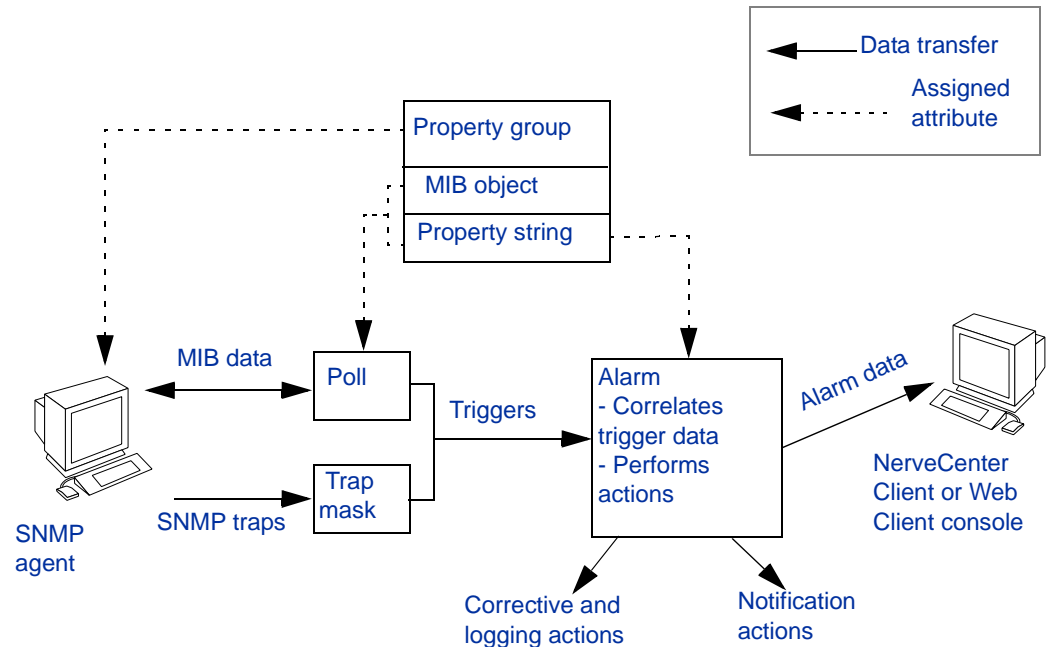 Data transfer
Assigned
attribute
Property group
MIB object
Property string
MIB data
Poll
Triggers
Alarm
- Correlates
trigger data
- Performs
actions
Alarm data
Trap
mask
SNMP traps
SNMP
agent
NerveCenter
Client or Web
Client console
Corrective and
logging actions
Notification
actions